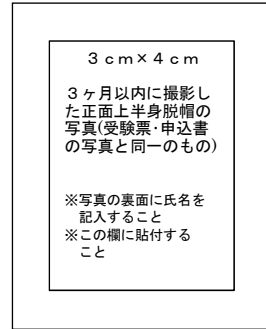 ３ｃｍ×４ｃｍ
３ヶ月以内に撮影し
た正面上半身脱帽の
写真(受験票･申込書
の写真と同一のもの)
※写真の裏面に氏名を
記入すること
※この欄に貼付する
こと